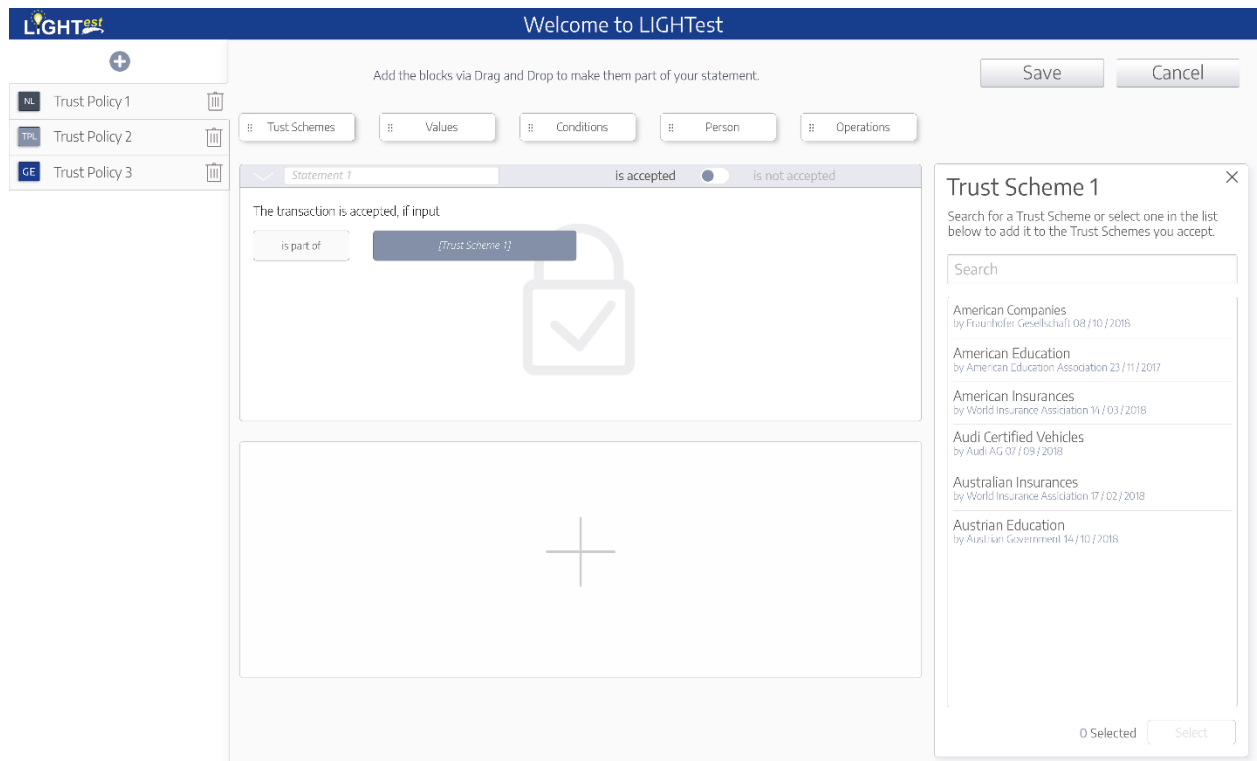 LIGHTest
Welcome to LIGHTest
Add the blocks via Drag and Drop to make them part of your statement.
Save
Cancel
NL Trust Policy 1
TPL Trust Policy 2
GE Trust Policy 3
Tust Schemes
Values
Conditions
Person
Operations
Statement 1
is accepted
is not accepted
The transaction is accepted, if input
is part of
[Trust Scheme 1]
Trust Scheme 1
Search for a Trust Scheme or select one in the list
below to add it to the Trust Schemes you accept.
Search
American Companies
by Fraunhofer Gesellschaft 08 / 10 / 2018
American Education
by American Education Association 23 / 11 / 2017
American Insurances
by World Insurance Assiciation 14 / 03 / 2018
Audi Certified Vehicles
by Audi AG 07 / 09 / 2018
Australian Insurances
by World Insurance Assiciation 17 / 02 / 2018
Austrian Education
by Austrian Government 14 / 10 / 2018
0 Selected
Select